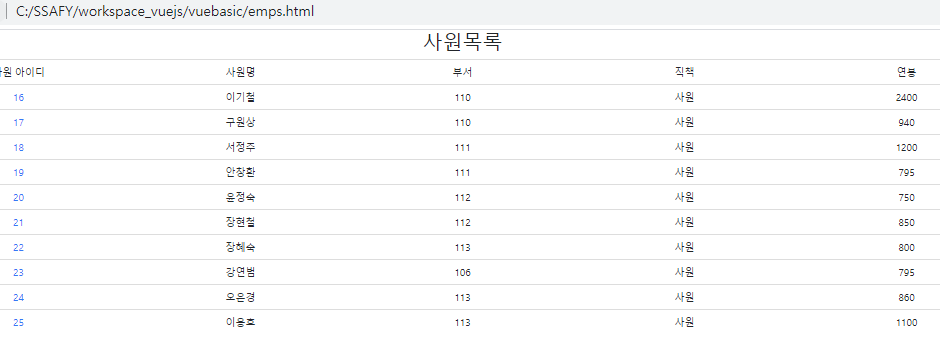 C:/SSAFY/workspace_vuejs/vuebasic/emps.html
사원목록
사원 아이디 사원명 부서 직책 연봉
16 이기철 110 사원 2400
17 구원상 110 사원 940
18 서정주 111 사원 1200
19 안창환 111 사원 795
20 윤정숙 112 사원 750
21 장현철 112 사원 850
22 장혜숙 113 사원 800
23 강연범 106 사원 795
24 오은경 113 사원 860
25 이용호 113 사원 1100